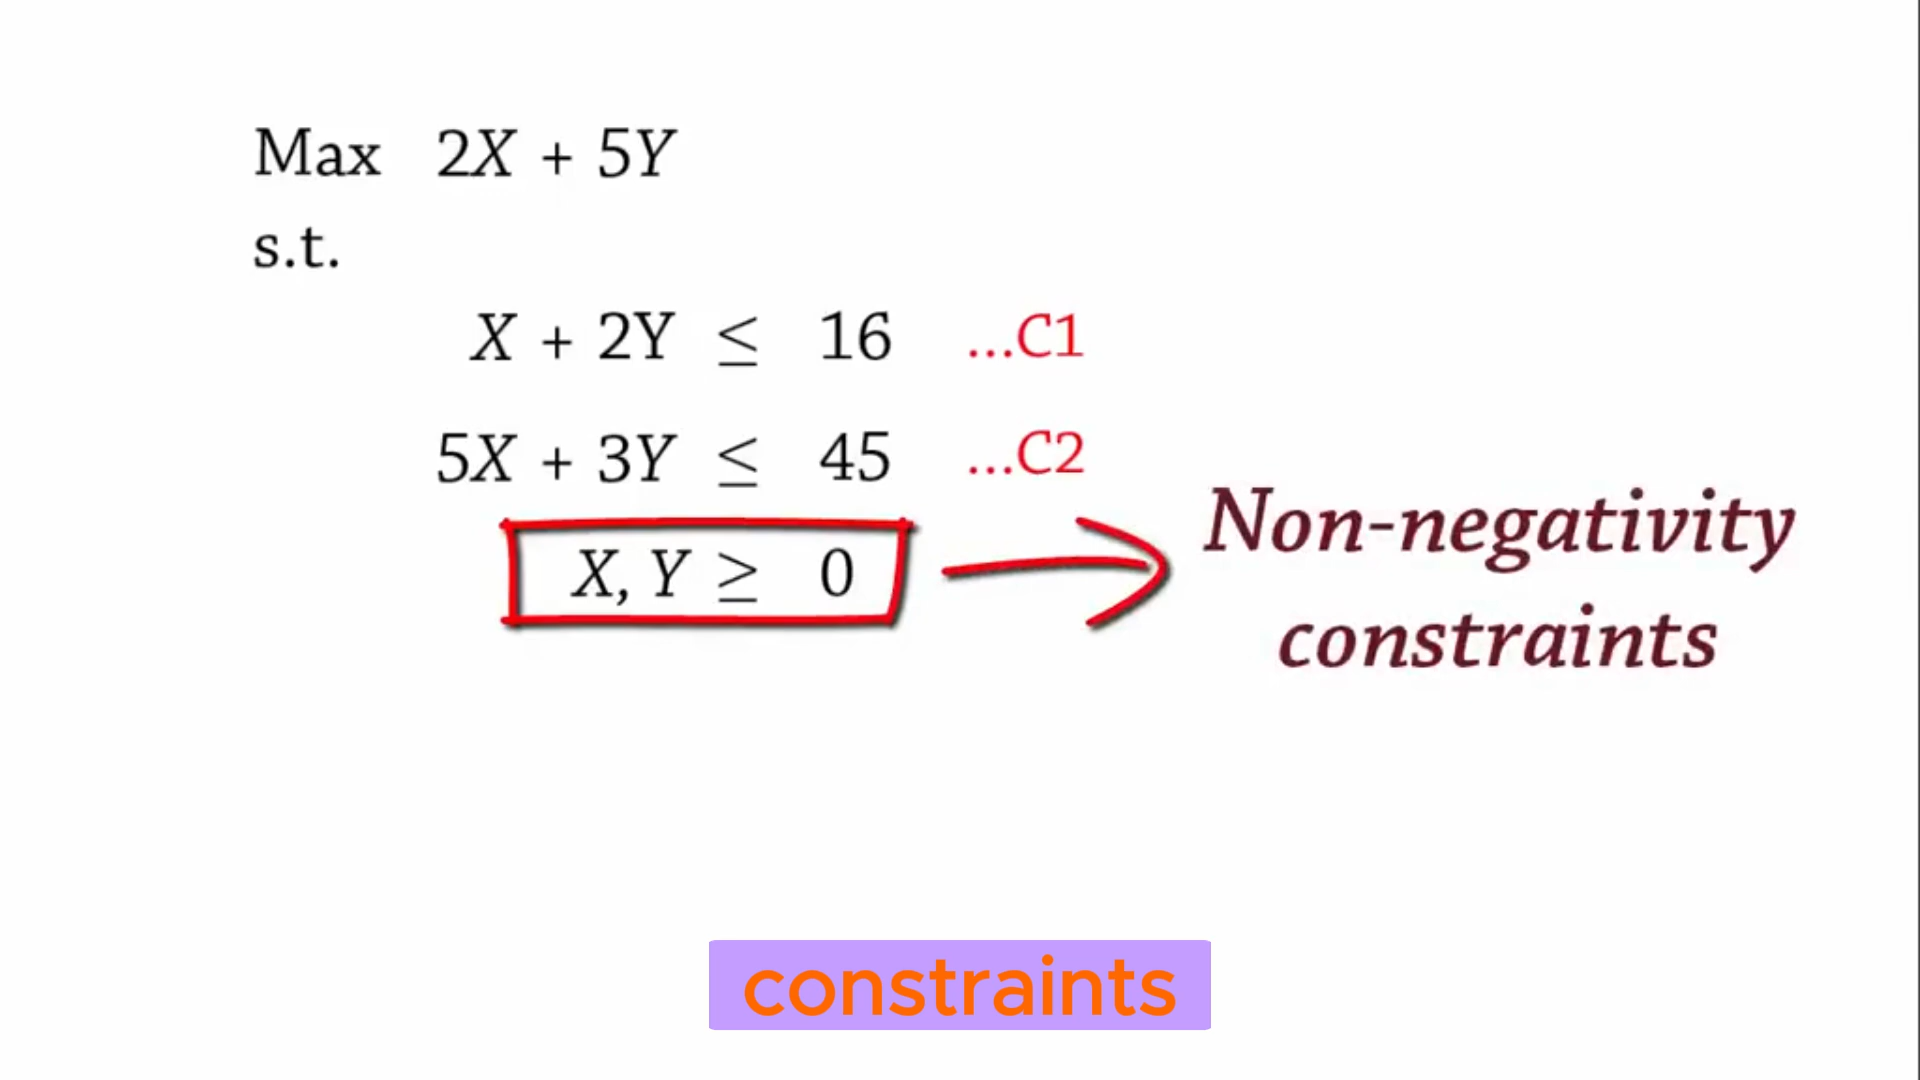 Max 2X + 5Y
s.t.
X + 2Y ≤ 16 ...C1
5X + 3Y ≤ 45 ...C2
X, Y ≥ 0
Non-negativity
constraints
constraints